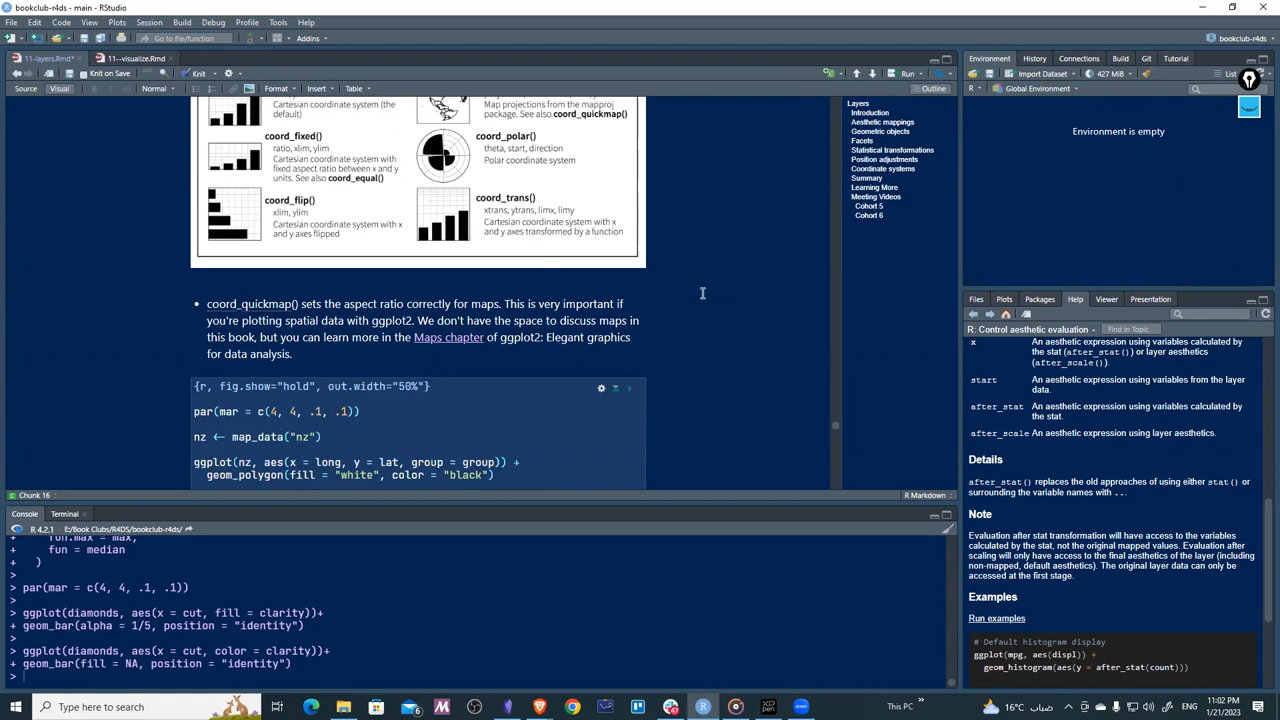 bookclub-r4ds - main - RStudio
File Edit Code Plots Session Build Debug Profile Tools Help
Go to file/function
Addins
bookclub-r4ds
11-layers.Rmd*
11--visualize.Rmd
Knit on Save
Knit
Run
Source Visual
B I
Normal
Format
Insert
Table
Outline
Cartesian coordinate system (the
default)
Map projections from the mapproj
package. See also coord_quickmap()
coord_fixed()
ratio, xlim, ylim
Cartesian coordinate system with
fixed aspect ratio between x and y
units. See also coord_equal()
coord_polar()
theta, start, direction
Polar coordinate system
coord_flip()
xlim, ylim
Cartesian coordinate system with x
and y axes flipped
coord_trans()
xtrans, ytrans, limx, limy
Cartesian coordinate system with x
and y axes transformed by a function
• coord_quickmap() sets the aspect ratio correctly for maps. This is very important if
you're plotting spatial data with ggplot2. We don't have the space to discuss maps in
this book, but you can learn more in the Maps chapter of ggplot2: Elegant graphics
for data analysis.
{r, fig.show="hold", out.width="50%"}
par(mar = c(4, 4, .1, .1))
nz ← map_data("nz")
ggplot(nz, aes(x = long, y = lat, group = group)) +
geom_polygon(fill = "white", color = "black")
Layers
Introduction
Aesthetic mappings
Geometric objects
Facets
Statistical transformations
Position adjustments
Coordinate systems
Summary
Learning More
Meeting Videos
Cohort 5
Cohort 6
Chunk 16
R Markdown
Console Terminal
R 4.2.1 · E:/Book Clubs/R4DS/bookclub-r4ds/
+ fun.max = max,
+ fun = median
+ )
>
> par(mar = c(4, 4, .1, .1))
>
> ggplot(diamonds, aes(x = cut, fill = clarity))+
+ geom_bar(alpha = 1/5, position = "identity")
>
> ggplot(diamonds, aes(x = cut, color = clarity))+
+ geom_bar(fill = NA, position = "identity")
>
Environment History Connections Build Git Tutorial
Import Dataset
427 MiB
List
R
Global Environment
Environment is empty
Files Plots Packages Help Viewer Presentation
R: Control aesthetic evaluation
Find in Topic
x An aesthetic expression using variables calculated by
the stat (after_stat()) or layer aesthetics
(after_scale()).
start An aesthetic expression using variables from the layer
data.
after_stat An aesthetic expression using variables calculated by
the stat.
after_scale An aesthetic expression using layer aesthetics.
Details
after_stat() replaces the old approaches of using either stat() or
surrounding the variable names with ...
Note
Evaluation after stat transformation will have access to the variables
calculated by the stat, not the original mapped values. Evaluation after
scaling will only have access to the final aesthetics of the layer (including
non-mapped, default aesthetics). The original layer data can only be
accessed at the first stage.
Examples
Run examples
# Default histogram display
ggplot(mpg, aes(displ)) +
geom_histogram(aes(y = after_stat(count)))
Type here to search
This PC
16°C
ضباب
11:02 PM
1/21/2023